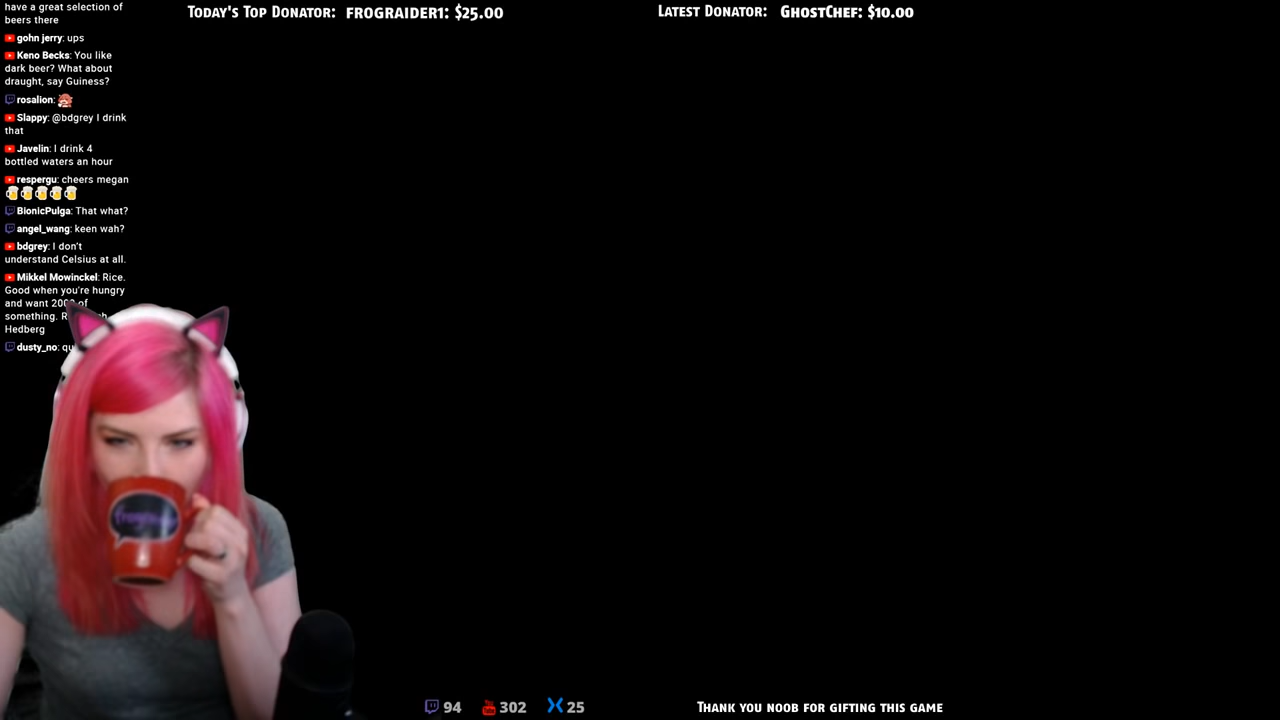 Today's Top Donator: frograider1: $25.00
Latest Donator: GhostChef: $10.00
have a great selection of
beers there
gohn jerry: ups
Keno Becks: You like
dark beer? What about
draught, say Guiness?
rosalion:
Slappy: @bdgrey I drink
that
Javelin: I drink 4
bottled waters an hour
respergu: cheers megan
BionicPulga: That what?
angel_wang: keen wah?
bdgrey: I don't
understand Celsius at all.
Mikkel Mowinckel: Rice.
Good when you're hungry
and want 2000 of
something.
Hedberg
dusty_no:
94
302
25
Thank you noob for gifting this game